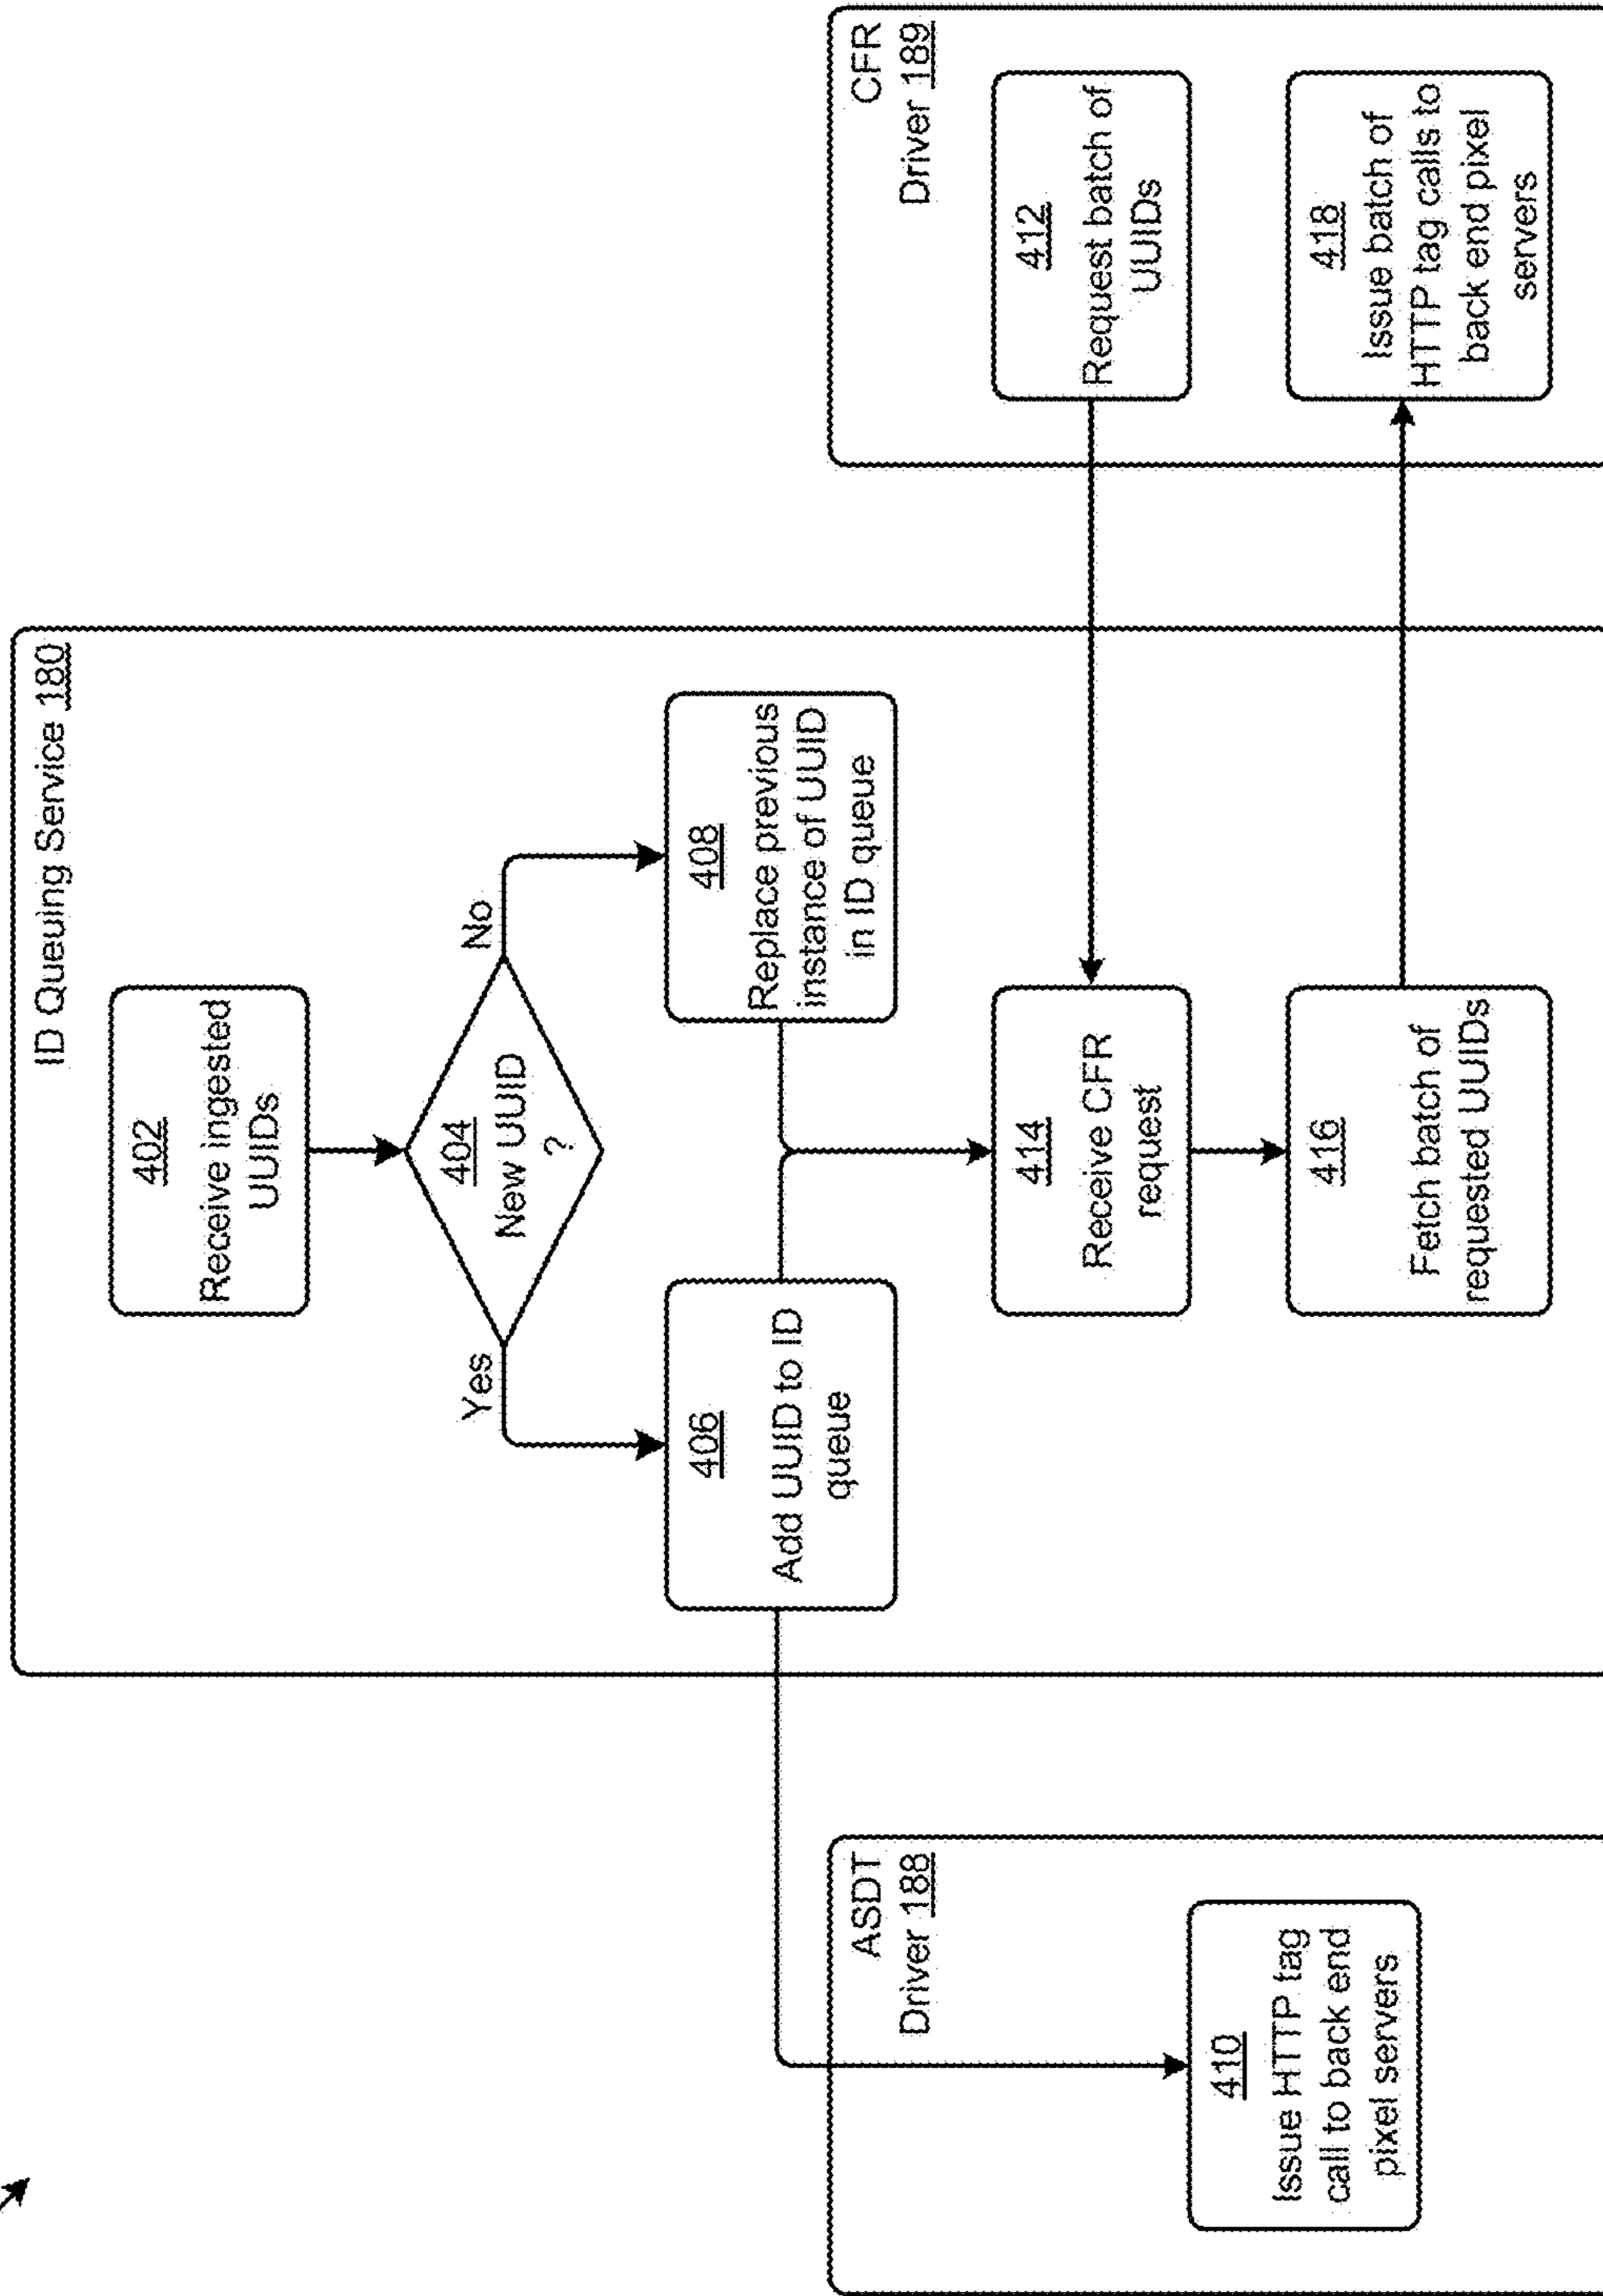 ID Queuing Service 180
402
Receive ingested
UUIDs
404
New UUID
?
Yes
No
406
Add UUID to ID
queue
408
Replace previous
instance of UUID
in ID queue
ASDT
Driver 188
410
Issue HTTP tag
call to back end
pixel servers
414
Receive CFR
request
416
Fetch batch of
requested UUIDs
CFR
Driver 189
412
Request batch of
UUIDs
418
Issue batch of
HTTP tag calls to
back end pixel
servers